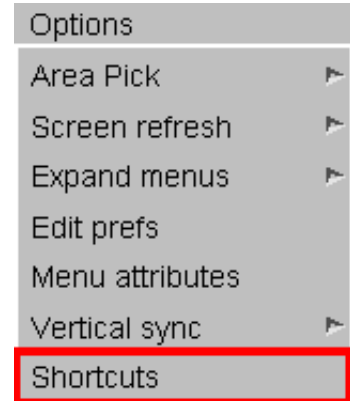 Options
Area Pick
Screen refresh
Expand menus
Edit prefs
Menu attributes
Vertical sync
Shortcuts